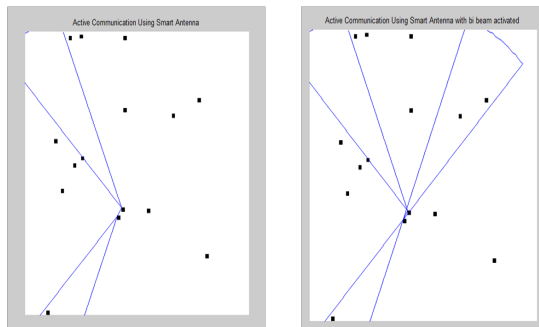 Active Communication Using Smart Antenna
Active Communication Using Smart Antenna with bi beam activated